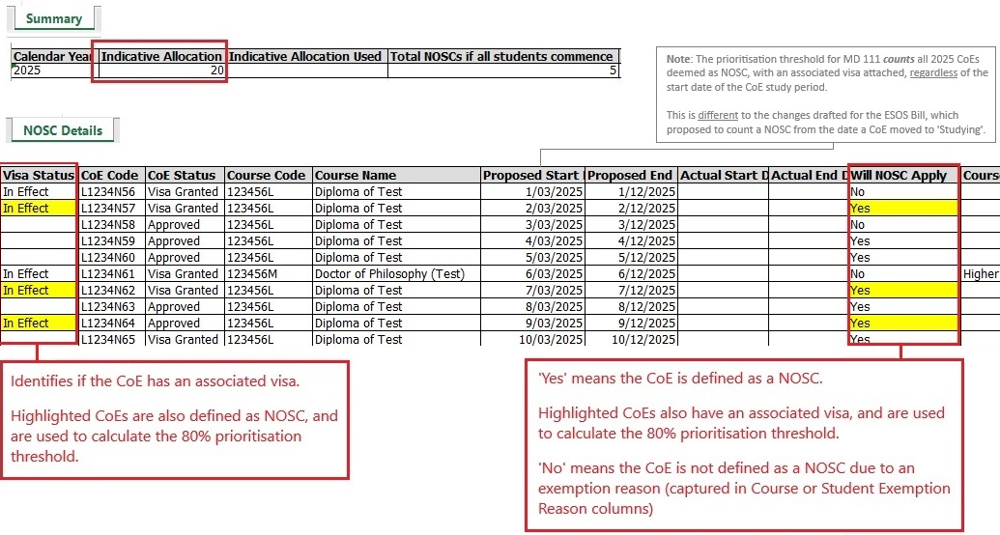 Summary
Calendar Yea Indicative Allocation Indicative Allocation Used Total NOSCs if all students commence
2025 20 5
Note: The prioritisation threshold for MD 111 counts all 2025 CoEs
deemed as NOSC, with an associated visa attached, regardless of the
start date of the CoE study period.
This is different to the changes drafted for the ESOS Bill, which
proposed to count a NOSC from the date a CoE moved to 'Studying'.
NOSC Details
Visa Status CoE Code CoE Status Course Code Course Name Proposed Start Proposed End Actual Start D Actual End D Will NOSC Apply Cours
In Effect L1234N56 Visa Granted 123456L Diploma of Test 1/03/2025 1/12/2025 No
In Effect L1234N57 Visa Granted 123456L Diploma of Test 2/03/2025 2/12/2025 Yes
L1234N58 Approved 123456L Diploma of Test 3/03/2025 3/12/2025 No
L1234N59 Approved 123456L Diploma of Test 4/03/2025 4/12/2025 Yes
L1234N60 Approved 123456L Diploma of Test 5/03/2025 5/12/2025 Yes
In Effect L1234N61 Visa Granted 123456M Doctor of Philosophy (Test) 6/03/2025 6/12/2025 No Higher
In Effect L1234N62 Visa Granted 123456L Diploma of Test 7/03/2025 7/12/2025 Yes
L1234N63 Approved 123456L Diploma of Test 8/03/2025 8/12/2025 Yes
In Effect L1234N64 Approved 123456L Diploma of Test 9/03/2025 9/12/2025 Yes
L1234N65 Visa Granted 123456L Diploma of Test 10/03/2025 10/12/2025 Yes
Identifies if the CoE has an associated visa.
Highlighted CoEs are also defined as NOSC, and
are used to calculate the 80% prioritisation
threshold.
'Yes' means the CoE is defined as a NOSC.
Highlighted CoEs also have an associated visa, and are used
to calculate the 80% prioritisation threshold.
'No' means the CoE is not defined as a NOSC due to an
exemption reason (captured in Course or Student Exemption
Reason columns)